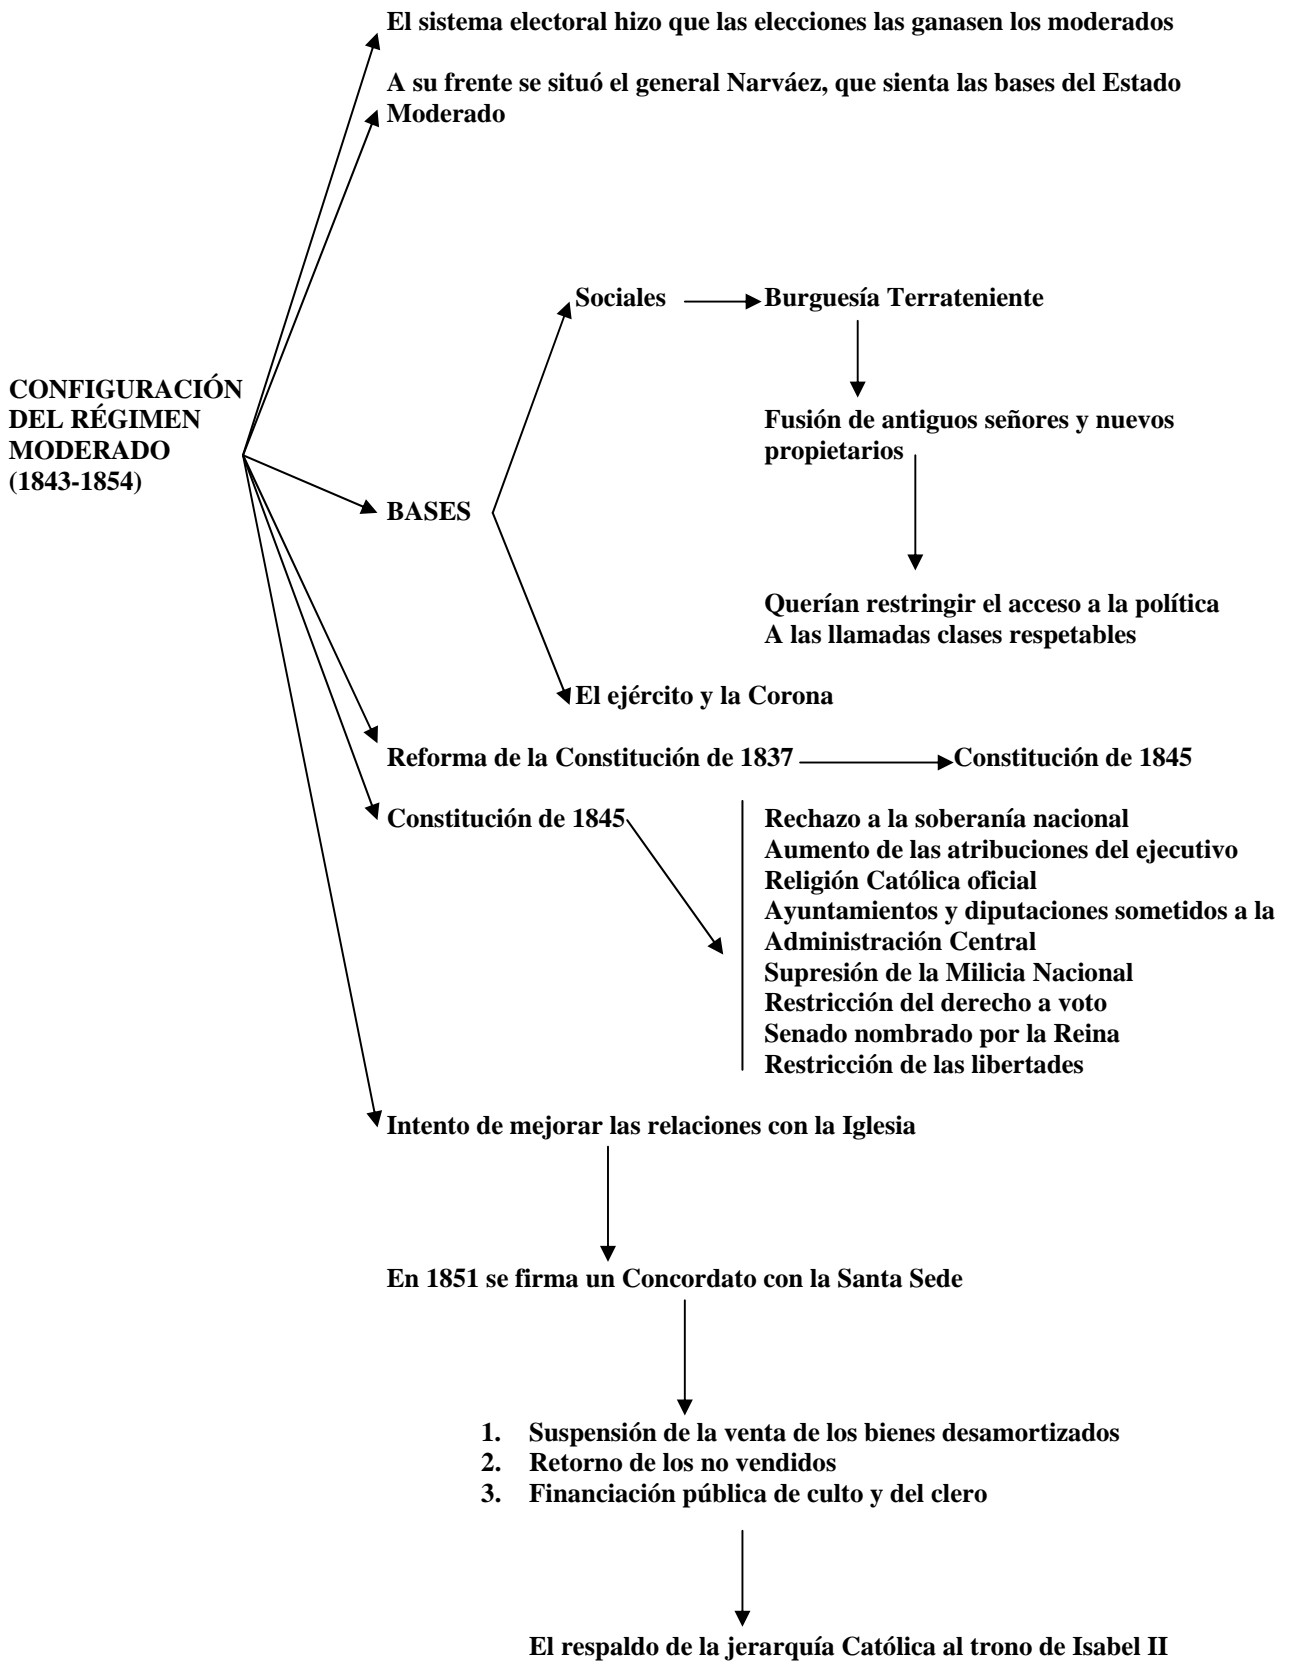 El sistema electoral hizo que las elecciones las ganasen los moderados
A su frente se situó el general Narváez, que sienta las bases del Estado
Moderado
Sociales
Burguesía Terrateniente
CONFIGURACIÓN
DEL RÉGIMEN
MODERADO
(1843-1854)
Fusión de antiguos señores y nuevos
propietarios
BASES
Querían restringir el acceso a la política
A las llamadas clases respetables
El ejército y la Corona
Reforma de la Constitución de 1837
Constitución de 1845
Constitución de 1845
Rechazo a la soberanía nacional
Aumento de las atribuciones del ejecutivo
Religión Católica oficial
Ayuntamientos y diputaciones sometidos a la
Administración Central
Supresión de la Milicia Nacional
Restricción del derecho a voto
Senado nombrado por la Reina
Restricción de las libertades
Intento de mejorar las relaciones con la Iglesia
En 1851 se firma un Concordato con la Santa Sede
1. Suspensión de la venta de los bienes desamortizados
2. Retorno de los no vendidos
3. Financiación pública de culto y del clero
El respaldo de la jerarquía Católica al trono de Isabel II